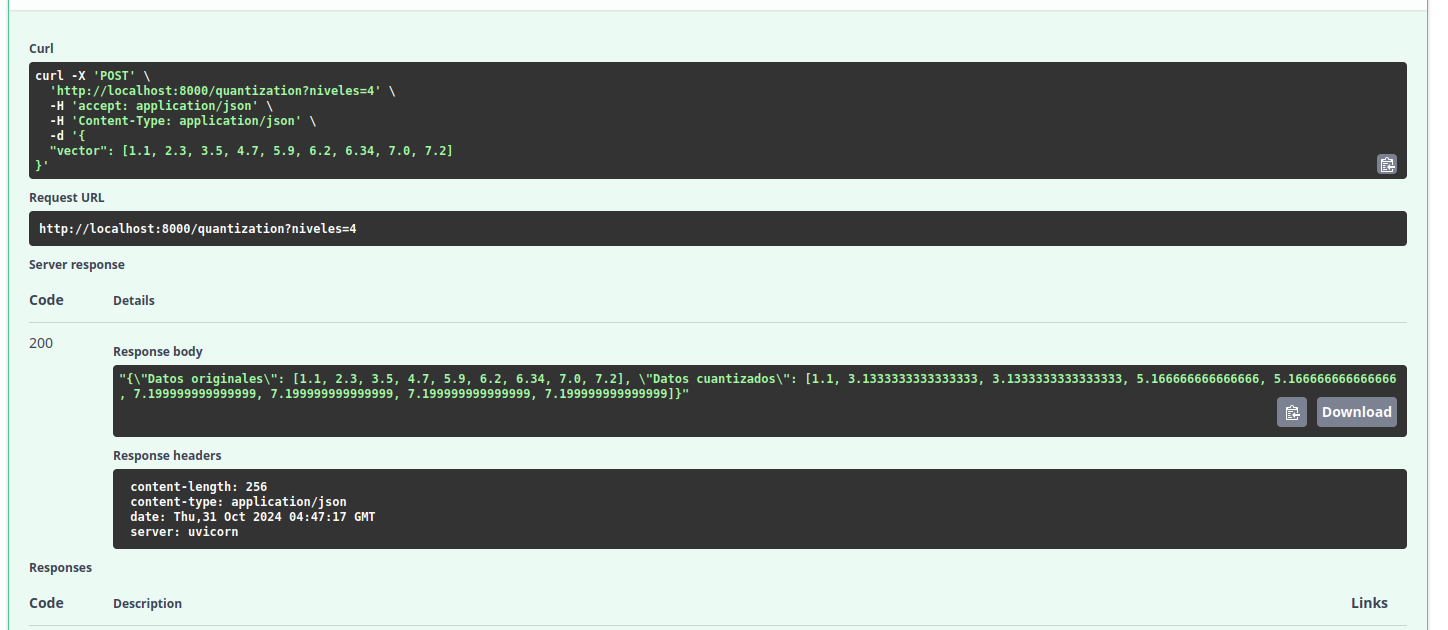 Curl
curl -X 'POST' \
'http://localhost:8000/quantization?niveles=4' \
-H 'accept: application/json' \
-H 'Content-Type: application/json' \
-d '{
"vector": [1.1, 2.3, 3.5, 4.7, 5.9, 6.2, 6.34, 7.0, 7.2]
}'
Request URL
http://localhost:8000/quantization?niveles=4
Server response
Code Details
200
Response body
"{\"Datos originales\": [1.1, 2.3, 3.5, 4.7, 5.9, 6.2, 6.34, 7.0, 7.2], \"Datos cuantizados\": [1.1, 3.1333333333333333, 3.1333333333333333, 5.166666666666666, 5.166666666666666
, 7.199999999999999, 7.199999999999999, 7.199999999999999, 7.199999999999999]}"
Download
Response headers
content-length: 256
content-type: application/json
date: Thu,31 Oct 2024 04:47:17 GMT
server: uvicorn
Responses
Code Description Links